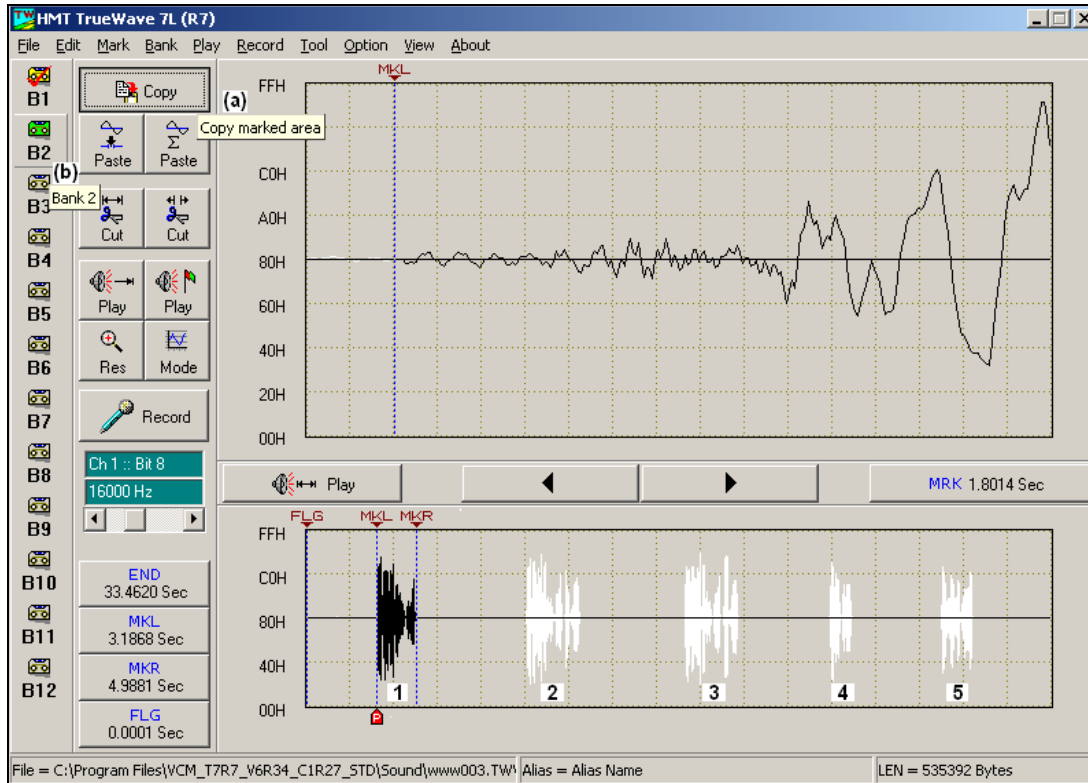 HMT TrueWave 7L (R7)
File Edit Mark Bank Play Record Tool Option View About
B1
B2
B3
B4
B5
B6
B7
B8
B9
B10
B11
B12
Copy
(a)
Copy marked area
Paste
Σ
Paste
(b)
Bank 2
Cut
Cut
Play
Play
Res
Mode
Record
Ch 1 :: Bit 8
16000 Hz
END
33.4620 Sec
MKL
3.1868 Sec
MKR
4.9881 Sec
FLG
0.0001 Sec
MKL
FFH
C0H
A0H
80H
60H
40H
20H
00H
Play
MRK 1.8014 Sec
FLG MKL MKR
FFH
C0H
80H
40H
00H
1 2 3 4 5
P
File = C:\Program Files\VCM_T7R7_V6R34_C1R27_STD\Sound\www003.TW
Alias = Alias Name
LEN = 535392 Bytes